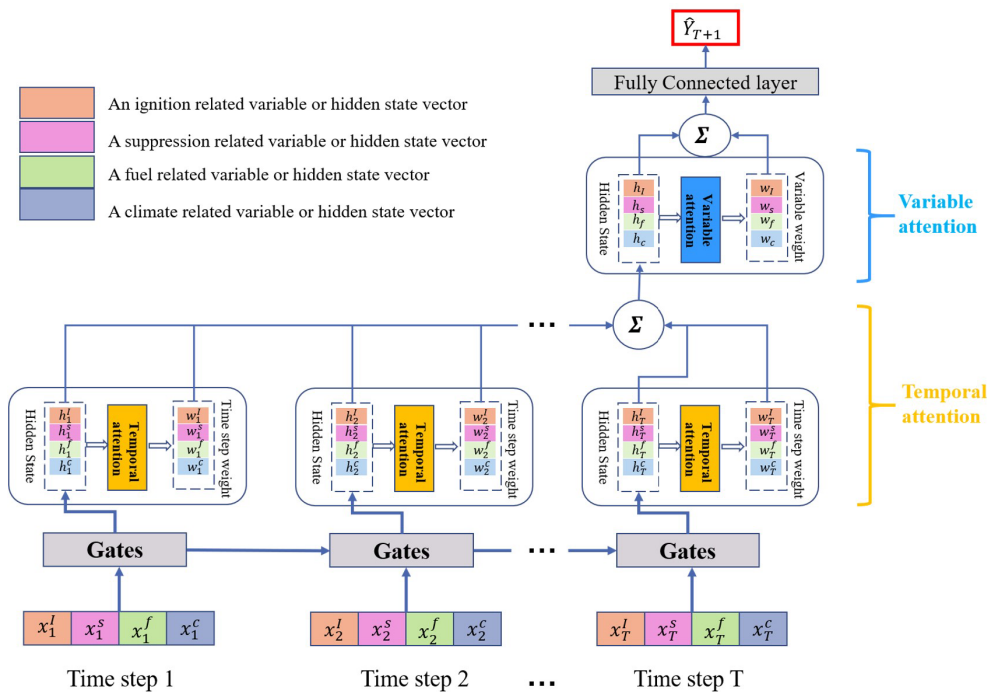 Ŷ_{T+1}
Fully Connected layer
Σ
An ignition related variable or hidden state vector
A suppression related variable or hidden state vector
A fuel related variable or hidden state vector
A climate related variable or hidden state vector
Hidden State
h_I
h_s
h_f
h_c
Variable attention
w_I
w_s
w_f
w_c
Variable weight
Variable
attention
...
Σ
Hidden State
h_1^I
h_1^s
h_1^f
h_1^c
Temporal
attention
w_1^I
w_1^s
w_1^f
w_1^c
Time step weight
Hidden State
h_2^I
h_2^s
h_2^f
h_2^c
Temporal
attention
w_2^I
w_2^s
w_2^f
w_2^c
Time step weight
Hidden State
h_T^I
h_T^s
h_T^f
h_T^c
Temporal
attention
w_T^I
w_T^s
w_T^f
w_T^c
Time step weight
Temporal
attention
Gates
Gates
...
Gates
x_1^I x_1^s x_1^f x_1^c
x_2^I x_2^s x_2^f x_2^c
x_T^I x_T^s x_T^f x_T^c
Time step 1
Time step 2
...
Time step T